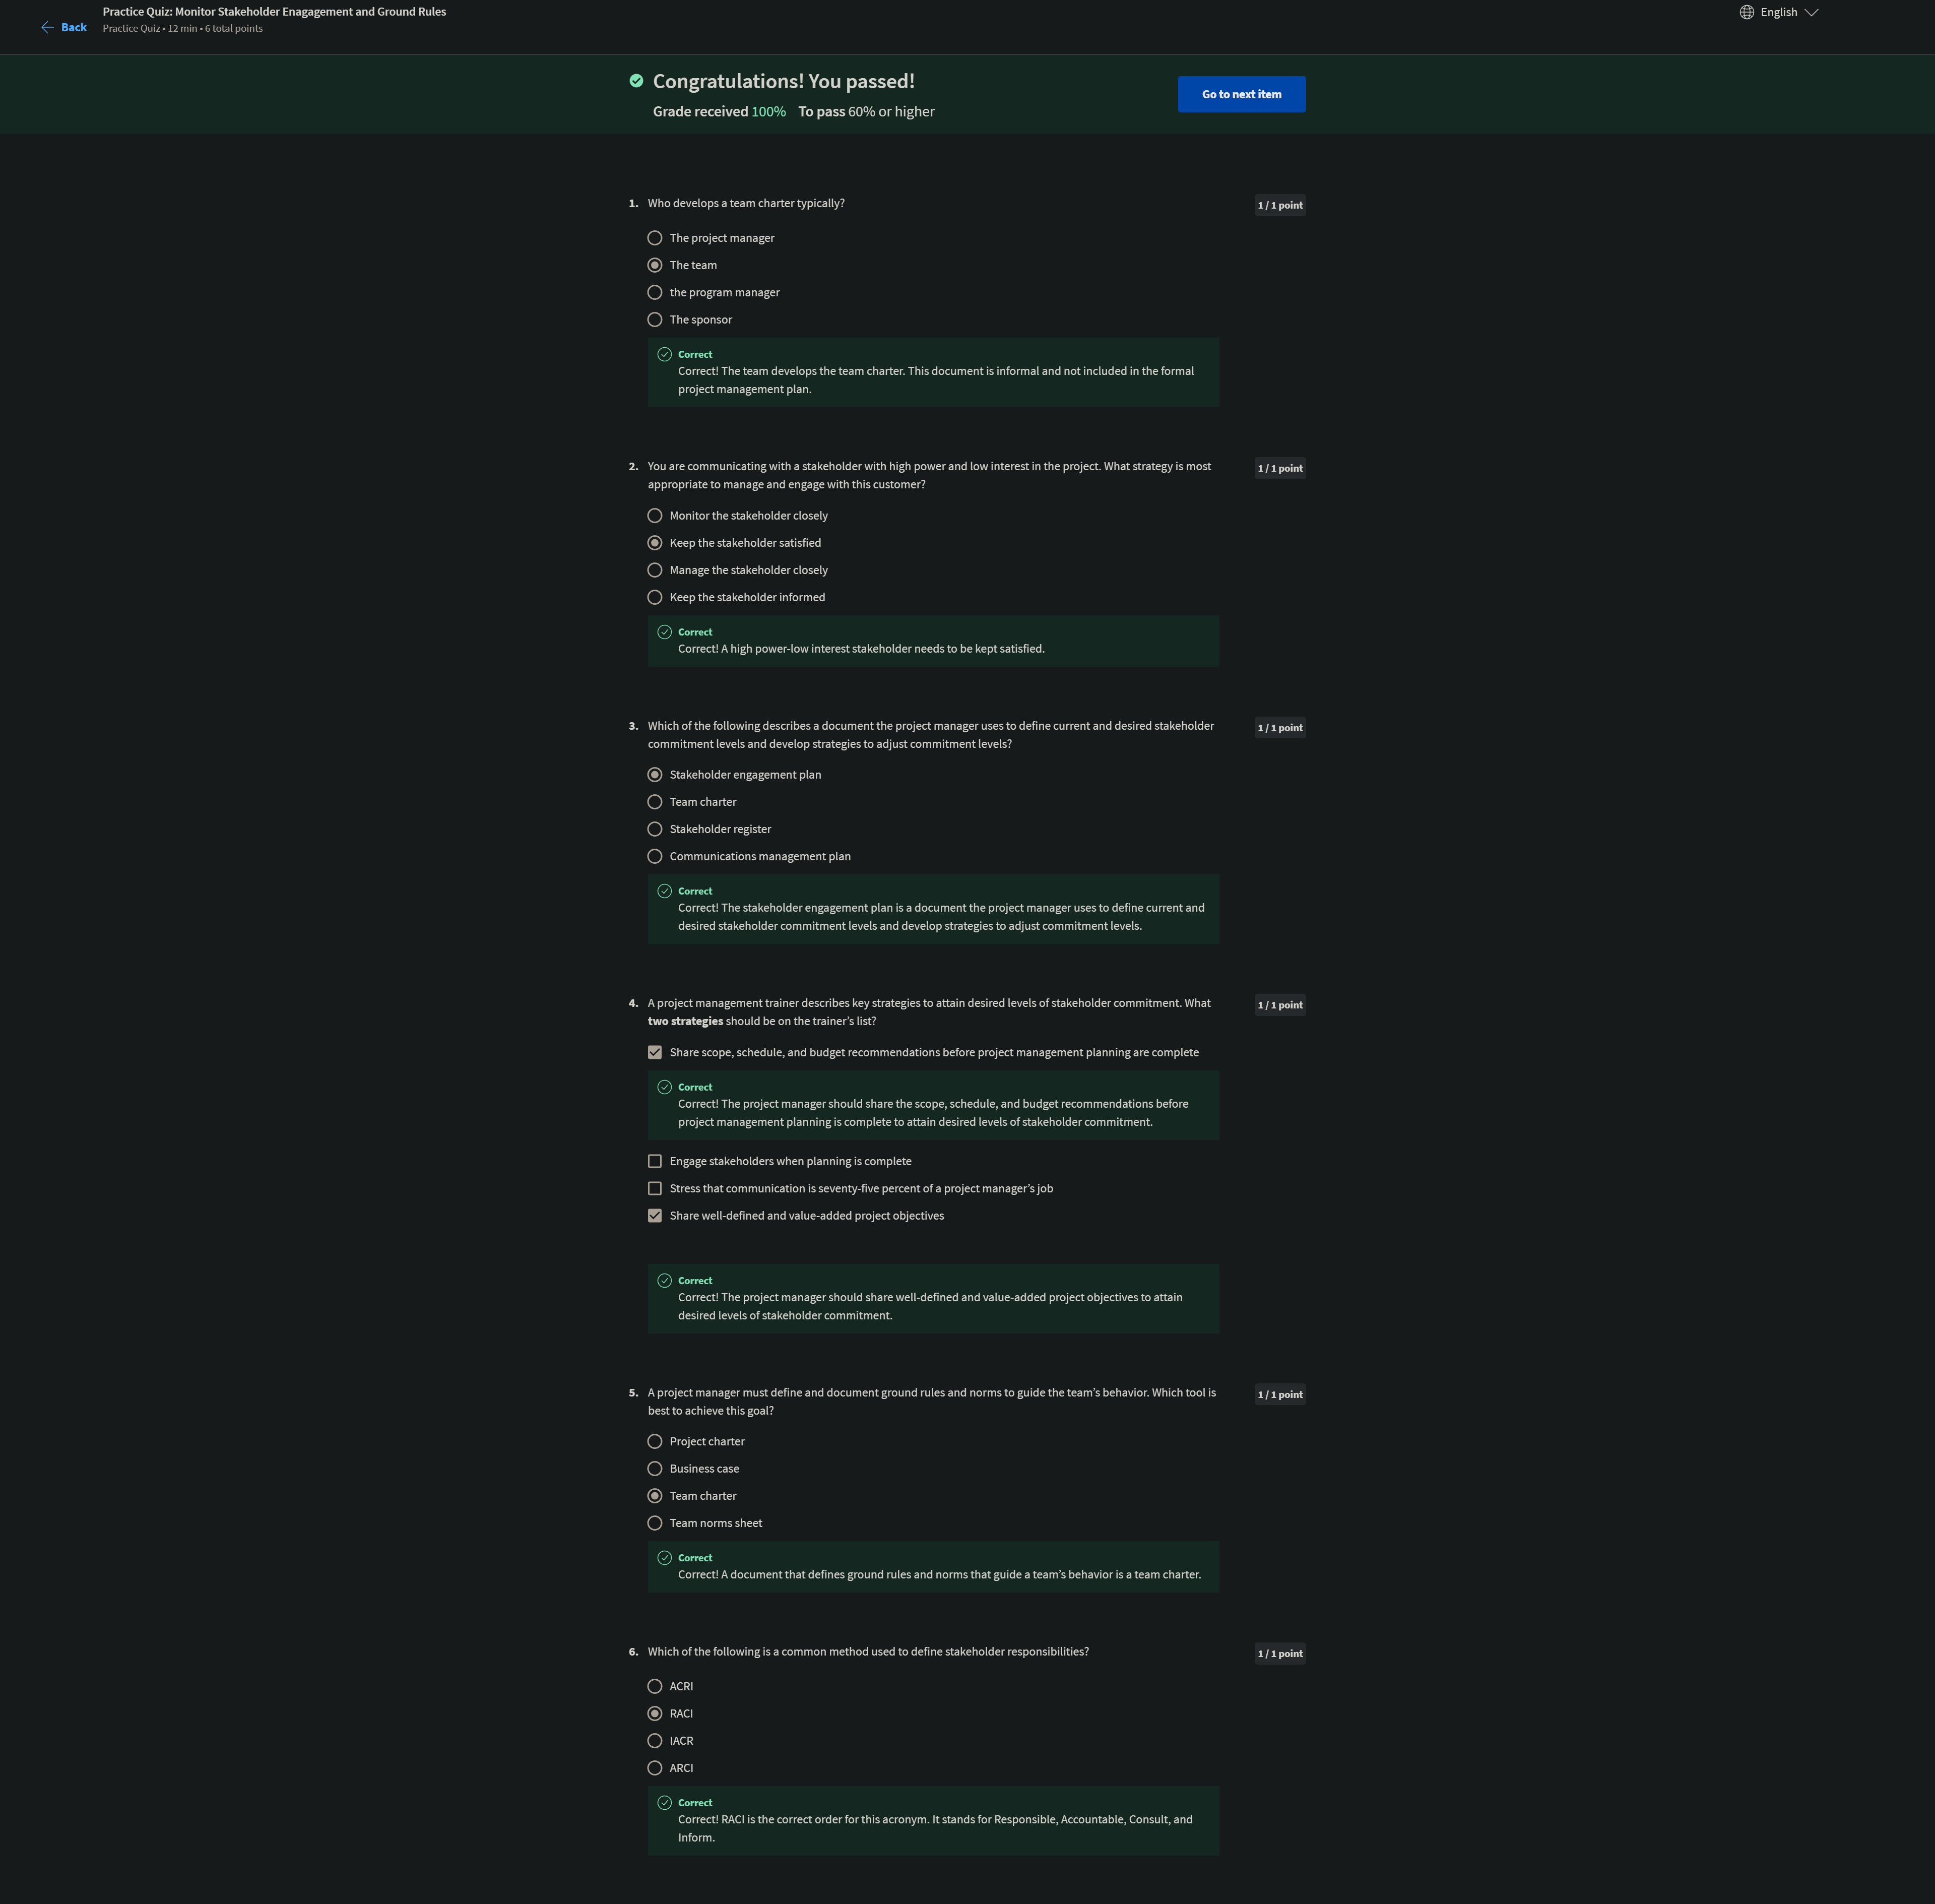 Practice Quiz: Monitor Stakeholder Enagagement and Ground Rules
Back
Practice Quiz • 12 min • 6 total points
English
Congratulations! You passed!
Go to next item
Grade received 100% To pass 60% or higher
1. Who develops a team charter typically?
1 / 1 point
The project manager
The team
the program manager
The sponsor
Correct
Correct! The team develops the team charter. This document is informal and not included in the formal
project management plan.
2. You are communicating with a stakeholder with high power and low interest in the project. What strategy is most
appropriate to manage and engage with this customer?
1 / 1 point
Monitor the stakeholder closely
Keep the stakeholder satisfied
Manage the stakeholder closely
Keep the stakeholder informed
Correct
Correct! A high power-low interest stakeholder needs to be kept satisfied.
3. Which of the following describes a document the project manager uses to define current and desired stakeholder
commitment levels and develop strategies to adjust commitment levels?
1 / 1 point
Stakeholder engagement plan
Team charter
Stakeholder register
Communications management plan
Correct
Correct! The stakeholder engagement plan is a document the project manager uses to define current and
desired stakeholder commitment levels and develop strategies to adjust commitment levels.
4. A project management trainer describes key strategies to attain desired levels of stakeholder commitment. What
two strategies should be on the trainer’s list?
1 / 1 point
Share scope, schedule, and budget recommendations before project management planning are complete
Correct
Correct! The project manager should share the scope, schedule, and budget recommendations before
project management planning is complete to attain desired levels of stakeholder commitment.
Engage stakeholders when planning is complete
Stress that communication is seventy-five percent of a project manager’s job
Share well-defined and value-added project objectives
Correct
Correct! The project manager should share well-defined and value-added project objectives to attain
desired levels of stakeholder commitment.
5. A project manager must define and document ground rules and norms to guide the team’s behavior. Which tool is
best to achieve this goal?
1 / 1 point
Project charter
Business case
Team charter
Team norms sheet
Correct
Correct! A document that defines ground rules and norms that guide a team’s behavior is a team charter.
6. Which of the following is a common method used to define stakeholder responsibilities?
1 / 1 point
ACRI
RACI
IACR
ARCI
Correct
Correct! RACI is the correct order for this acronym. It stands for Responsible, Accountable, Consult, and
Inform.